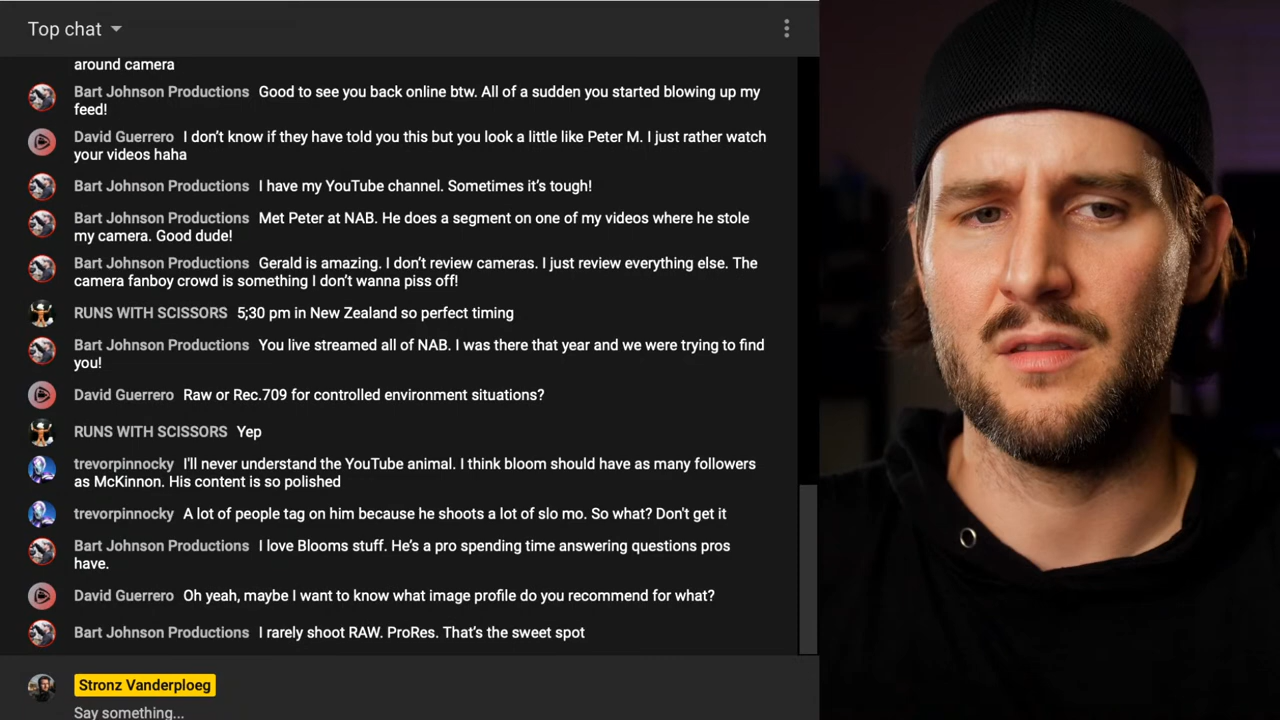 Top chat
around camera
Bart Johnson Productions Good to see you back online btw. All of a sudden you started blowing up my
feed!
David Guerrero I don’t know if they have told you this but you look a little like Peter M. I just rather watch
your videos haha
Bart Johnson Productions I have my YouTube channel. Sometimes it’s tough!
Bart Johnson Productions Met Peter at NAB. He does a segment on one of my videos where he stole
my camera. Good dude!
Bart Johnson Productions Gerald is amazing. I don’t review cameras. I just review everything else. The
camera fanboy crowd is something I don’t wanna piss off!
RUNS WITH SCISSORS 5;30 pm in New Zealand so perfect timing
Bart Johnson Productions You live streamed all of NAB. I was there that year and we were trying to find
you!
David Guerrero Raw or Rec.709 for controlled environment situations?
RUNS WITH SCISSORS Yep
trevorpinnocky I'll never understand the YouTube animal. I think bloom should have as many followers
as McKinnon. His content is so polished
trevorpinnocky A lot of people tag on him because he shoots a lot of slo mo. So what? Don't get it
Bart Johnson Productions I love Blooms stuff. He’s a pro spending time answering questions pros
have.
David Guerrero Oh yeah, maybe I want to know what image profile do you recommend for what?
Bart Johnson Productions I rarely shoot RAW. ProRes. That’s the sweet spot
Stronz Vanderploeg
Say something...